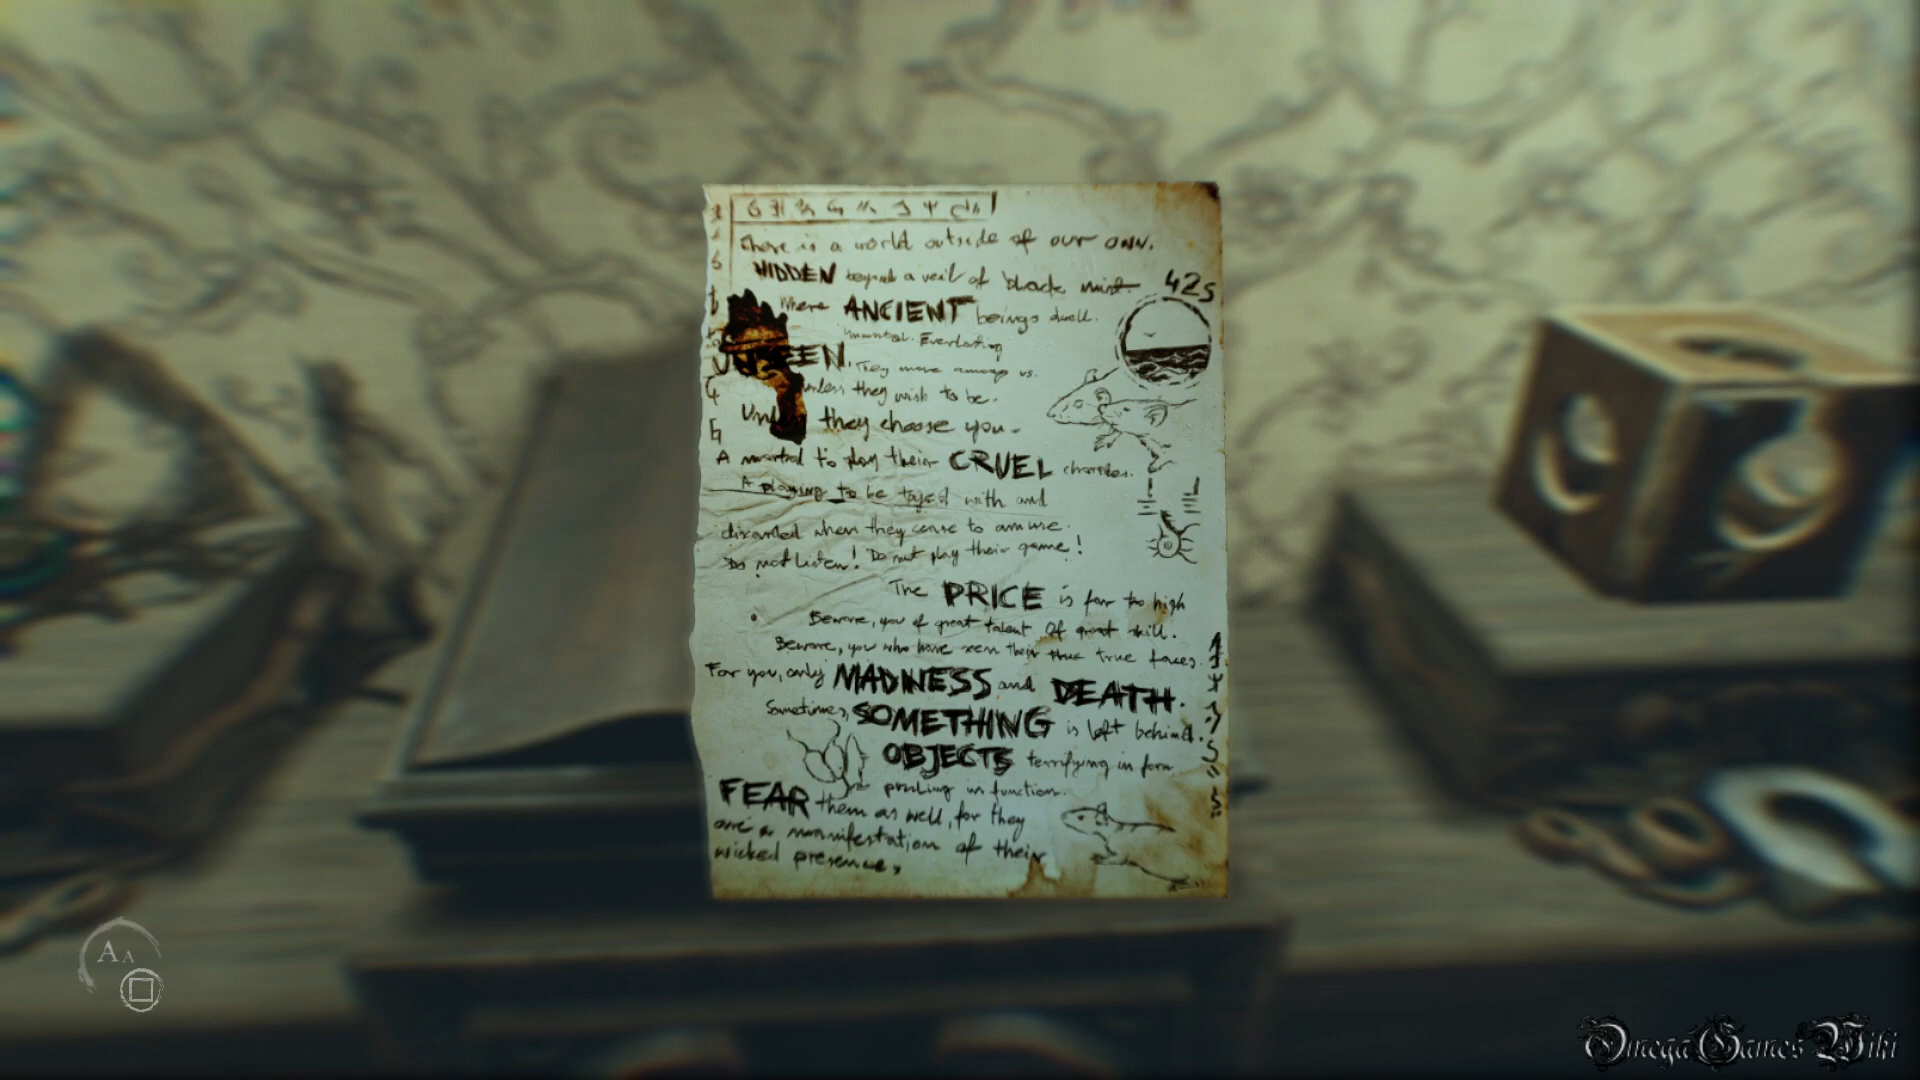 There is a world outside of our own.
HIDDEN beyond a veil of black mist
425
Where ANCIENT beings dwell.
Immortal. Everlasting
They move among us.
unless they wish to be.
they choose you.
A mortal to play their CRUEL charades.
A plaything to be toyed with and
discarded when they cease to amuse.
Do not listen! Do not play their game!
The PRICE is far too high
Beware, you of great talent. Of great skill.
Beware, you who have seen their true faces.
For you, only MADNESS and DEATH.
Sometimes, SOMETHING is left behind.
OBJECTS terrifying in form
in function.
FEAR them as well, for they
are a manifestation of their
wicked presence,
AA
Omega Games Wiki